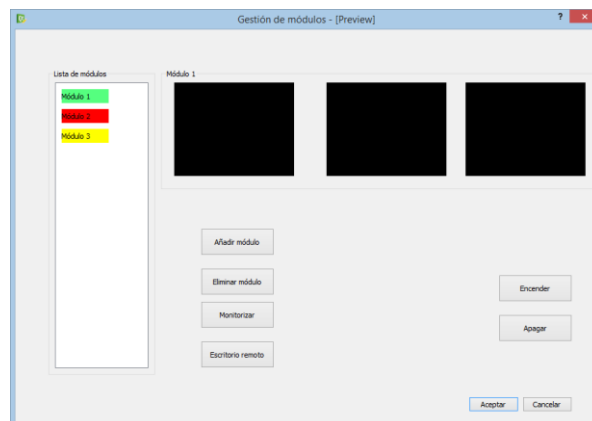 Gestión de módulos - [Preview]
?
Lista de módulos
Módulo 1
Módulo 1
Módulo 2
Módulo 3
Añadir módulo
Eliminar módulo
Encender
Monitorizar
Apagar
Escritorio remoto
Aceptar
Cancelar